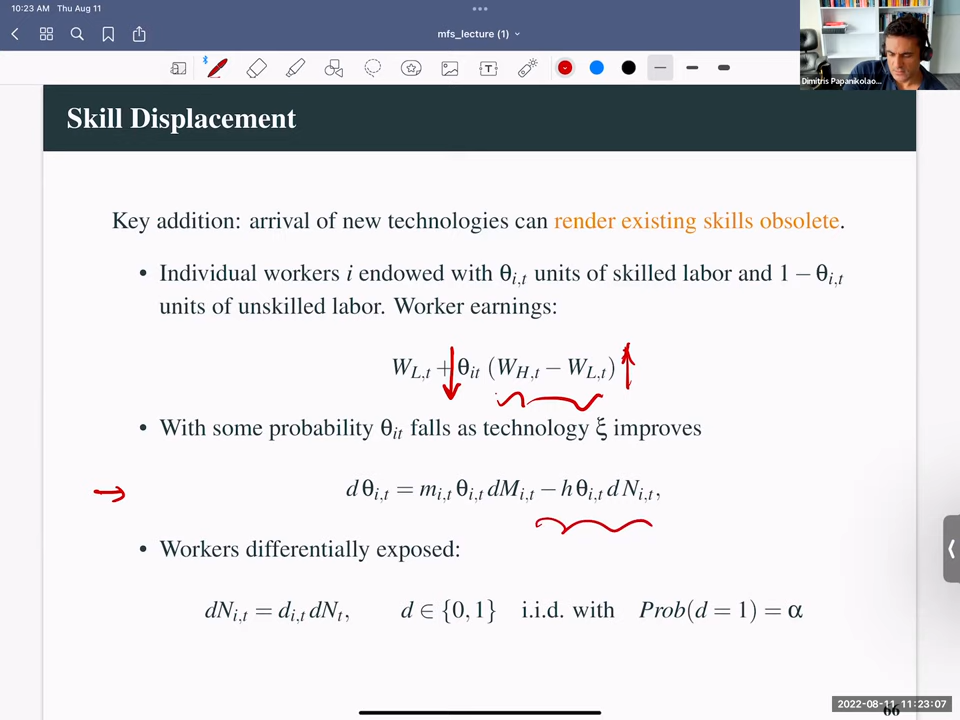 10:23 AM Thu Aug 11
mfs_lecture (1)
Dimitris Papanikolao...
Skill Displacement
Key addition: arrival of new technologies can render existing skills obsolete.
• Individual workers i endowed with θ_{i,t} units of skilled labor and 1 − θ_{i,t}
units of unskilled labor. Worker earnings:
W_{L,t} + θ_{it} (W_{H,t} − W_{L,t})
• With some probability θ_{it} falls as technology ξ improves
d θ_{i,t} = m_{i,t} θ_{i,t} dM_{i,t} − h θ_{i,t} d N_{i,t},
• Workers differentially exposed:
dN_{i,t} = d_{i,t} dN_t, d ∈ {0, 1} i.i.d. with Prob(d = 1) = α
66
2022-08-11, 11:23:07